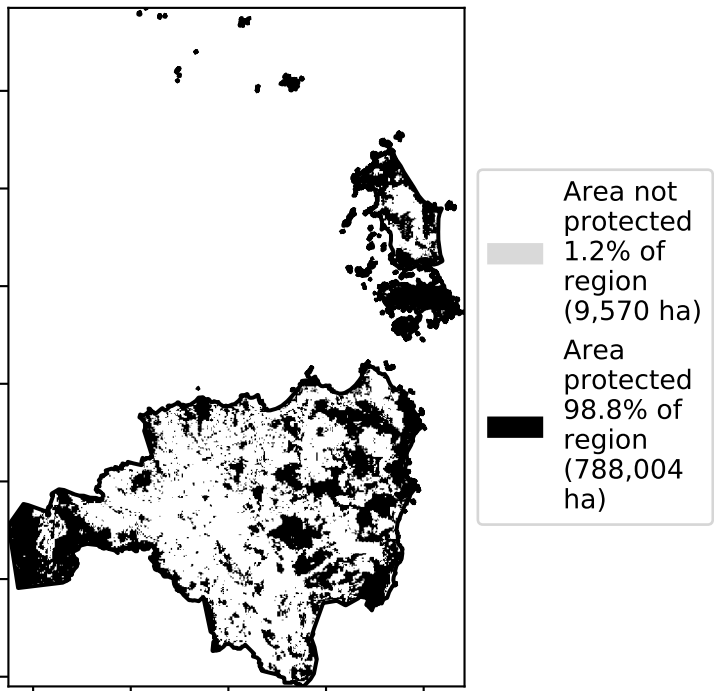 Area not
protected
1.2% of
region
(9,570 ha)
Area
protected
98.8% of
region
(788,004
ha)